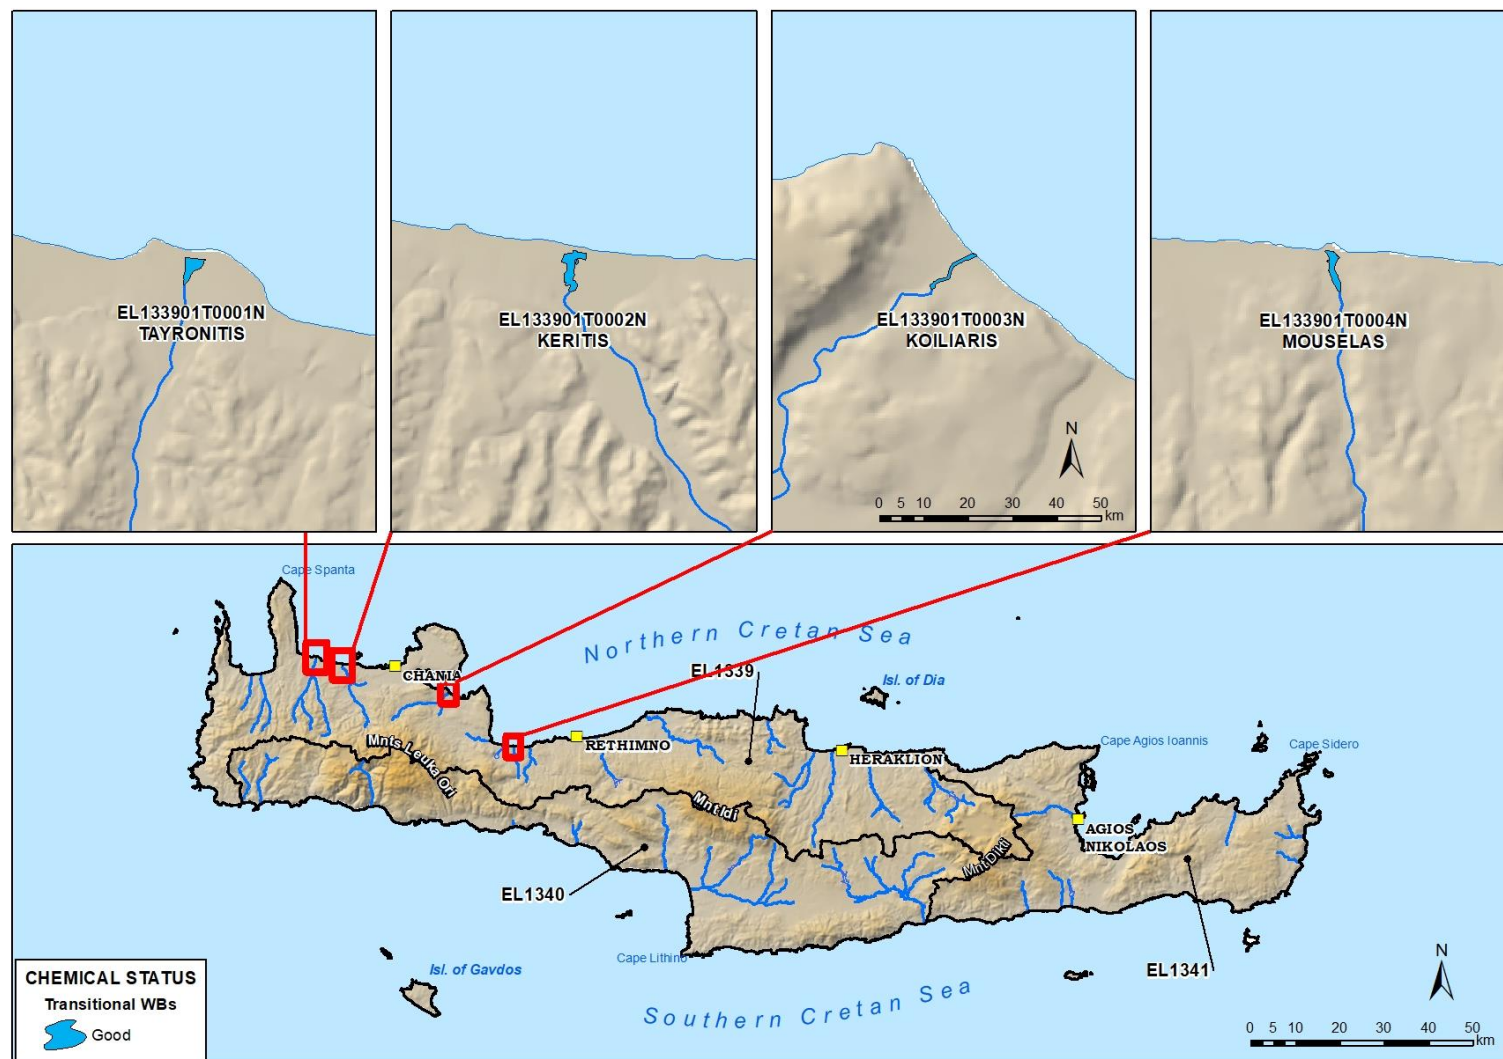 EL133901T0001N
TAYRONITIS
EL133901T0002N
KERITIS
EL133901T0003N
KOILIARIS
N
0 5 10 20 30 40 50
km
EL133901T0004N
MOUSELAS
Cape Spanta
Northern Cretan Sea
CHANIA
EL1339
Isl. of Dia
RETHIMNO
HERAKLION
Cape Agios Ioannis
Cape Sidero
Mnts Leuka Ori
Mnt Idi
Mnt Dikti
AGIOS
NIKOLAOS
EL1340
Cape Lithino
EL1341
Isl. of Gavdos
Southern Cretan Sea
CHEMICAL STATUS
Transitional WBs
Good
N
0 5 10 20 30 40 50
km